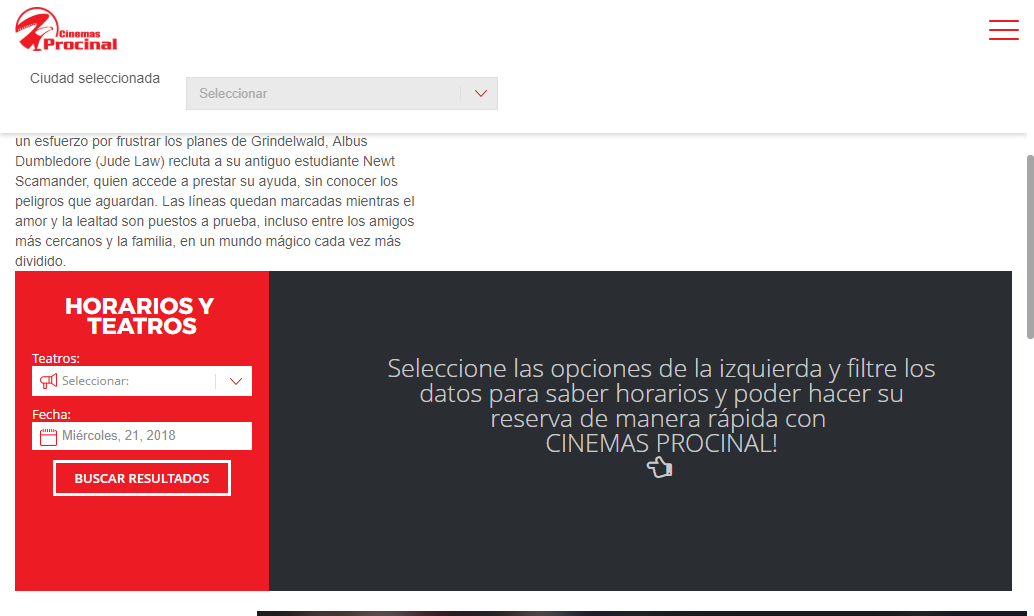 Cinemas
Procinal
Ciudad seleccionada
Seleccionar
un esfuerzo por frustrar los planes de Grindelwald, Albus
Dumbledore (Jude Law) recluta a su antiguo estudiante Newt
Scamander, quien accede a prestar su ayuda, sin conocer los
peligros que aguardan. Las líneas quedan marcadas mientras el
amor y la lealtad son puestos a prueba, incluso entre los amigos
más cercanos y la familia, en un mundo mágico cada vez más
dividido.
HORARIOS Y
TEATROS
Teatros:
Seleccionar:
Fecha:
Miércoles, 21, 2018
BUSCAR RESULTADOS
Seleccione las opciones de la izquierda y filtre los
datos para saber horarios y poder hacer su
reserva de manera rápida con
CINEMAS PROCINAL!